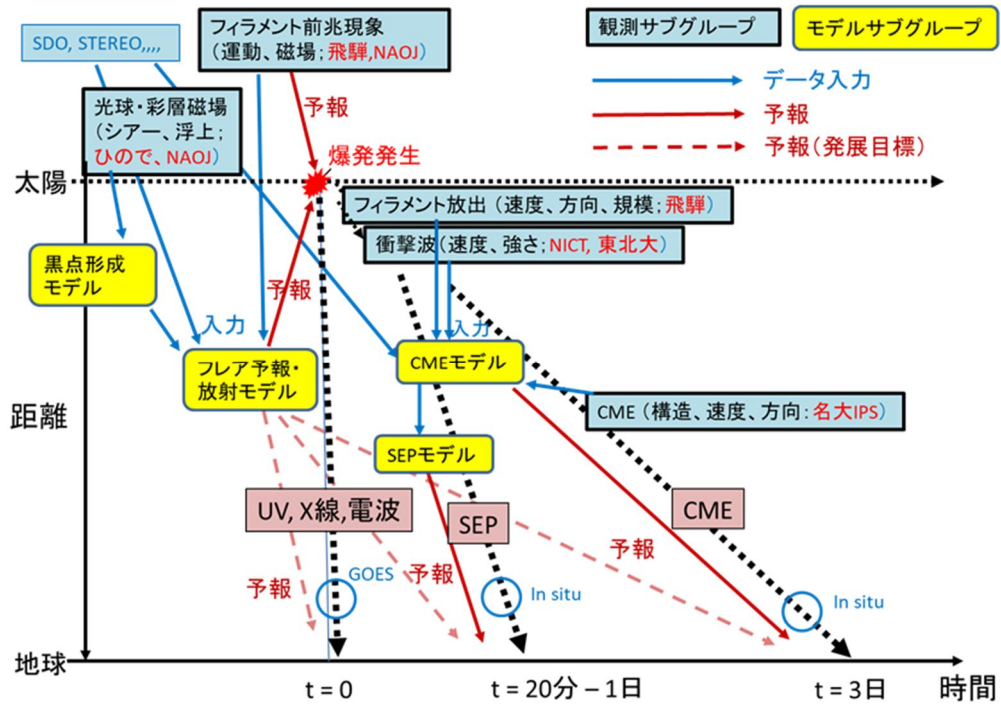 SDO, STEREO,,,,
フィラメント前兆現象
(運動、磁場;飛騨,NAOJ)
観測サブグループ
モデルサブグループ
データ入力
予報
予報(発展目標)
光球・彩層磁場
(シアー、浮上;
ひので、NAOJ)
予報
爆発発生
太陽
フィラメント放出 (速度、方向、規模;飛騨)
衝撃波(速度、強さ;NICT, 東北大)
黒点形成
モデル
予報
入力
入力
フレア予報・
放射モデル
CMEモデル
距離
CME (構造、速度、方向:名大IPS)
SEPモデル
UV, X線,電波
SEP
CME
予報
GOES
予報
In situ
予報
In situ
地球
t = 0
t = 20分 – 1日
t = 3日
時間